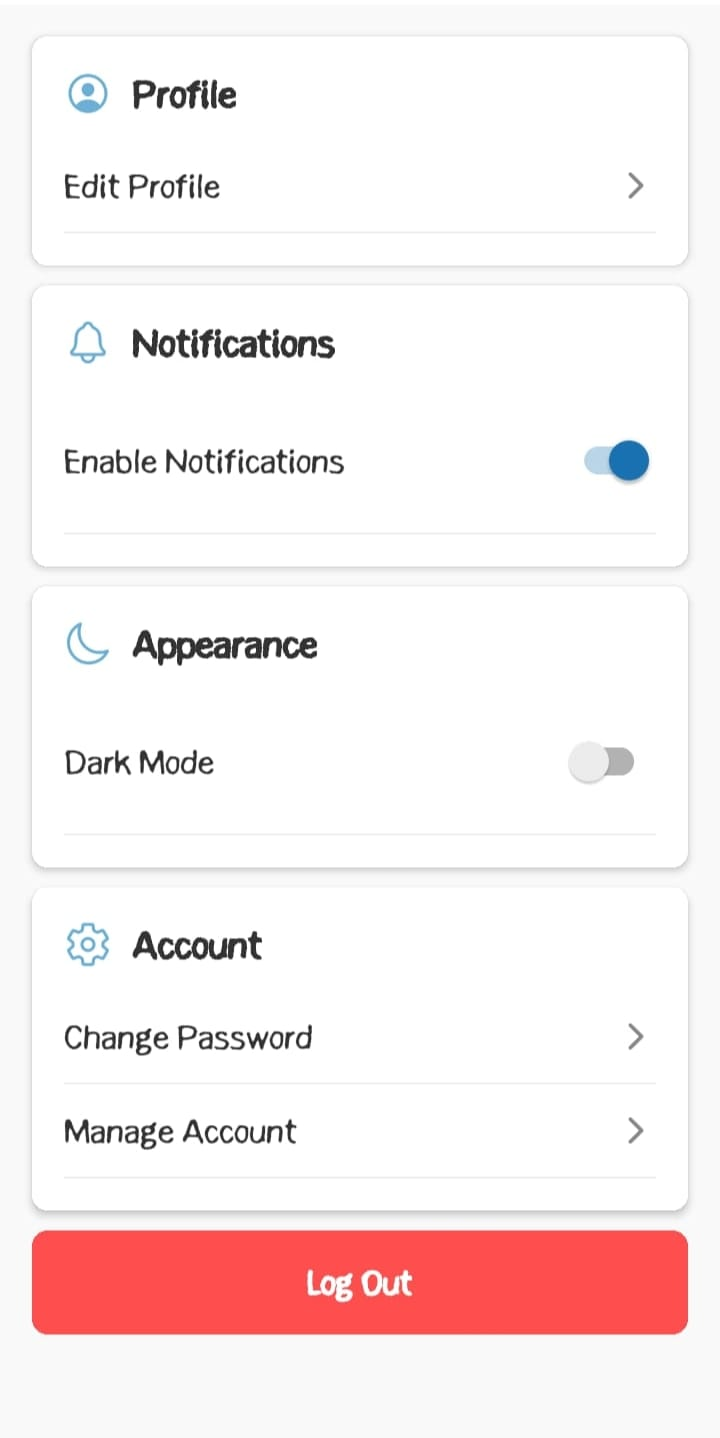 Profile
Edit Profile
Notifications
Enable Notifications
Appearance
Dark Mode
Account
Change Password
Manage Account
Log Out